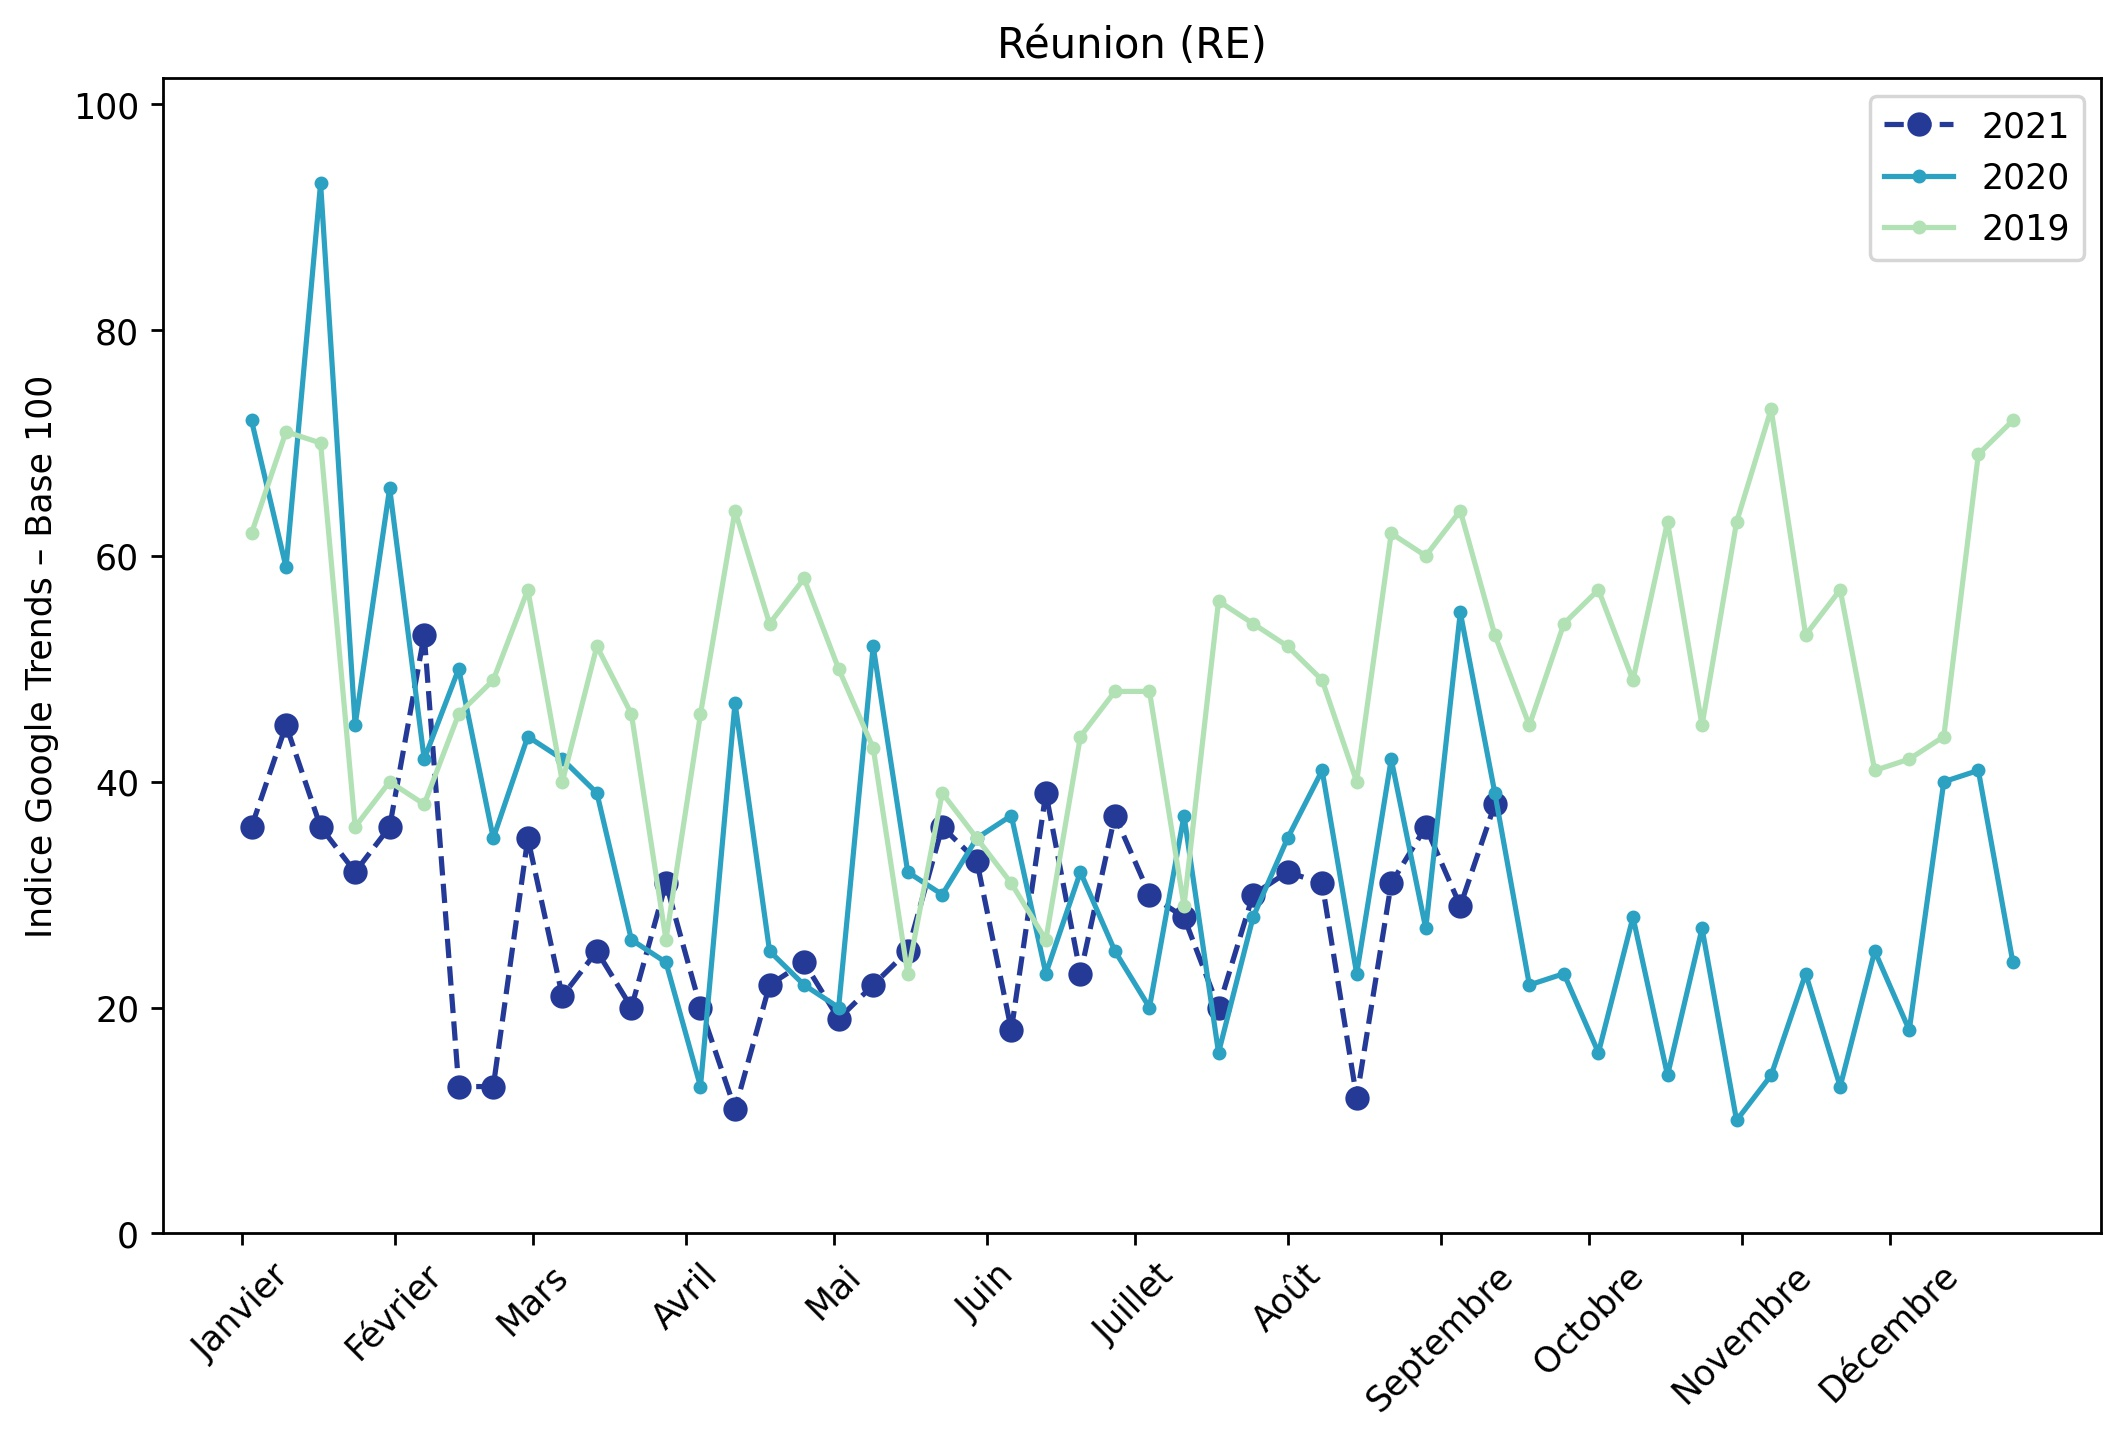 Réunion (RE)
Indice Google Trends – Base 100
100
80
60
40
20
0
2021
2020
2019
Janvier
Février
Mars
Avril
Mai
Juin
Juillet
Août
Septembre
Octobre
Novembre
Décembre